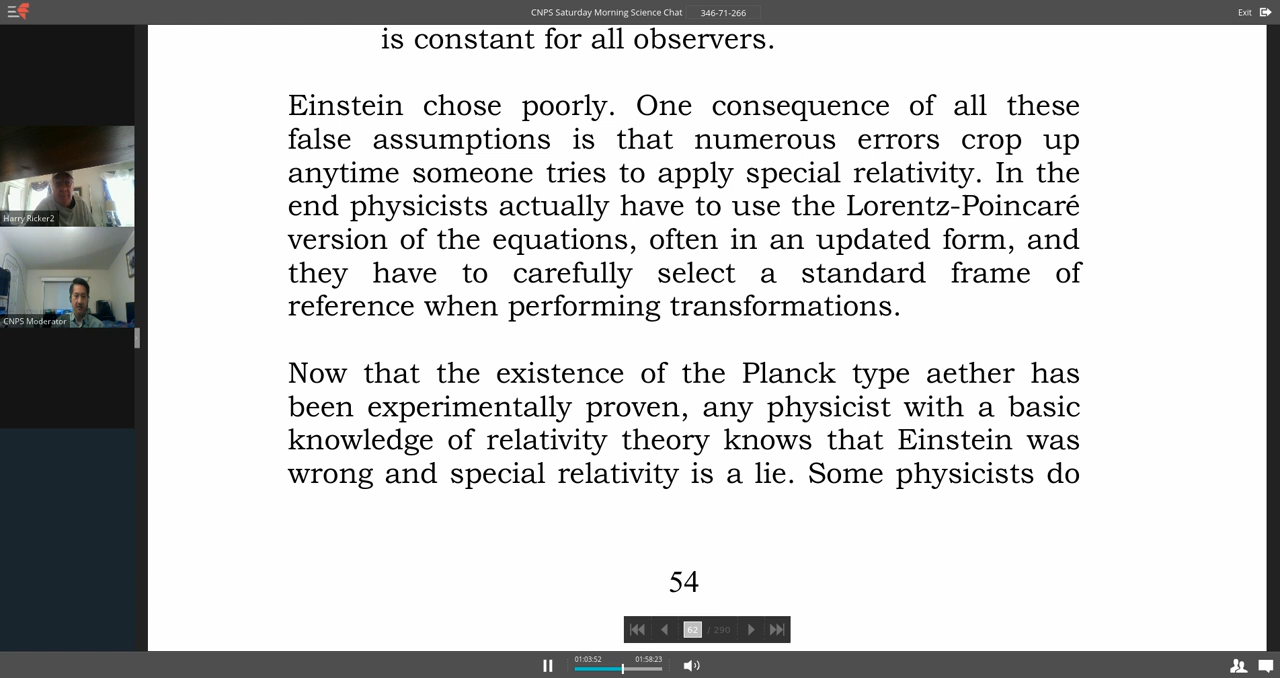 CNPS Saturday Morning Science Chat 346-71-266
Exit
is constant for all observers.
Einstein chose poorly. One consequence of all these
false assumptions is that numerous errors crop up
anytime someone tries to apply special relativity. In the
end physicists actually have to use the Lorentz-Poincaré
version of the equations, often in an updated form, and
they have to carefully select a standard frame of
reference when performing transformations.
Now that the existence of the Planck type aether has
been experimentally proven, any physicist with a basic
knowledge of relativity theory knows that Einstein was
wrong and special relativity is a lie. Some physicists do
54
Harry Ricker2
CNPS Moderator
62 / 290
01:03:52 01:58:23